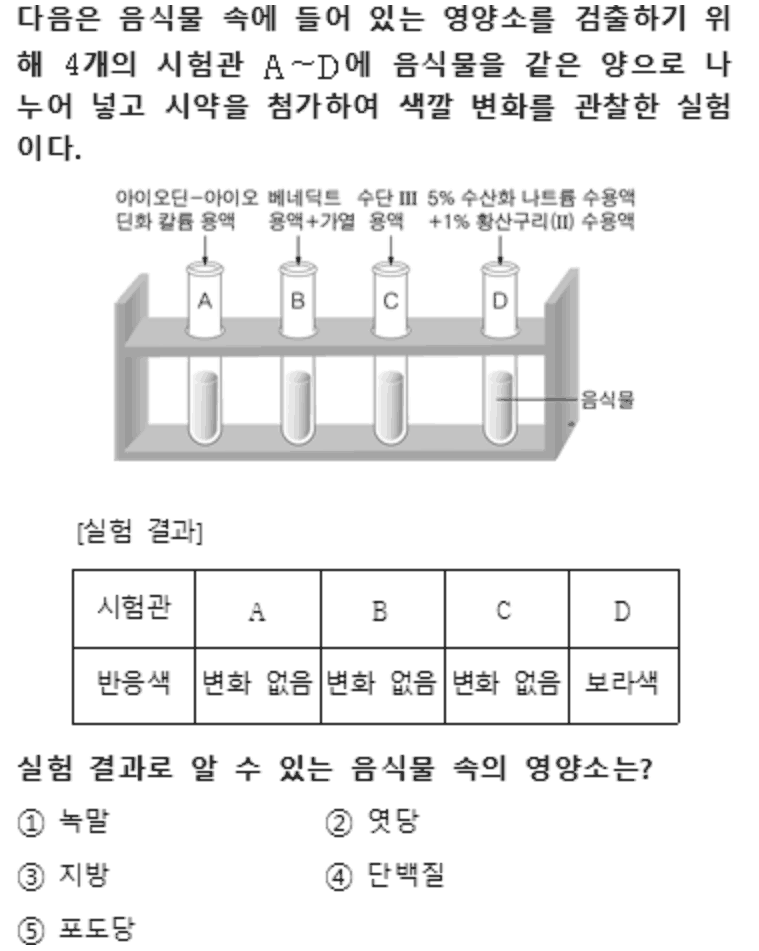 다음은 음식물 속에 들어 있는 영양소를 검출하기 위
해 4개의 시험관 A～D에 음식물을 같은 양으로 나
누어 넣고 시약을 첨가하여 색깔 변화를 관찰한 실험
이다.
아이오딘-아이오 베네딕트 수단 III 5% 수산화 나트륨 수용액
딘화 칼륨 용액 용액+가열 용액 +1% 황산구리(II) 수용액
A B C D
음식물
[실험 결과]
시험관 A B C D
반응색 변화 없음 변화 없음 변화 없음 보라색
실험 결과로 알 수 있는 음식물 속의 영양소는?
① 녹말 ② 엿당
③ 지방 ④ 단백질
⑤ 포도당